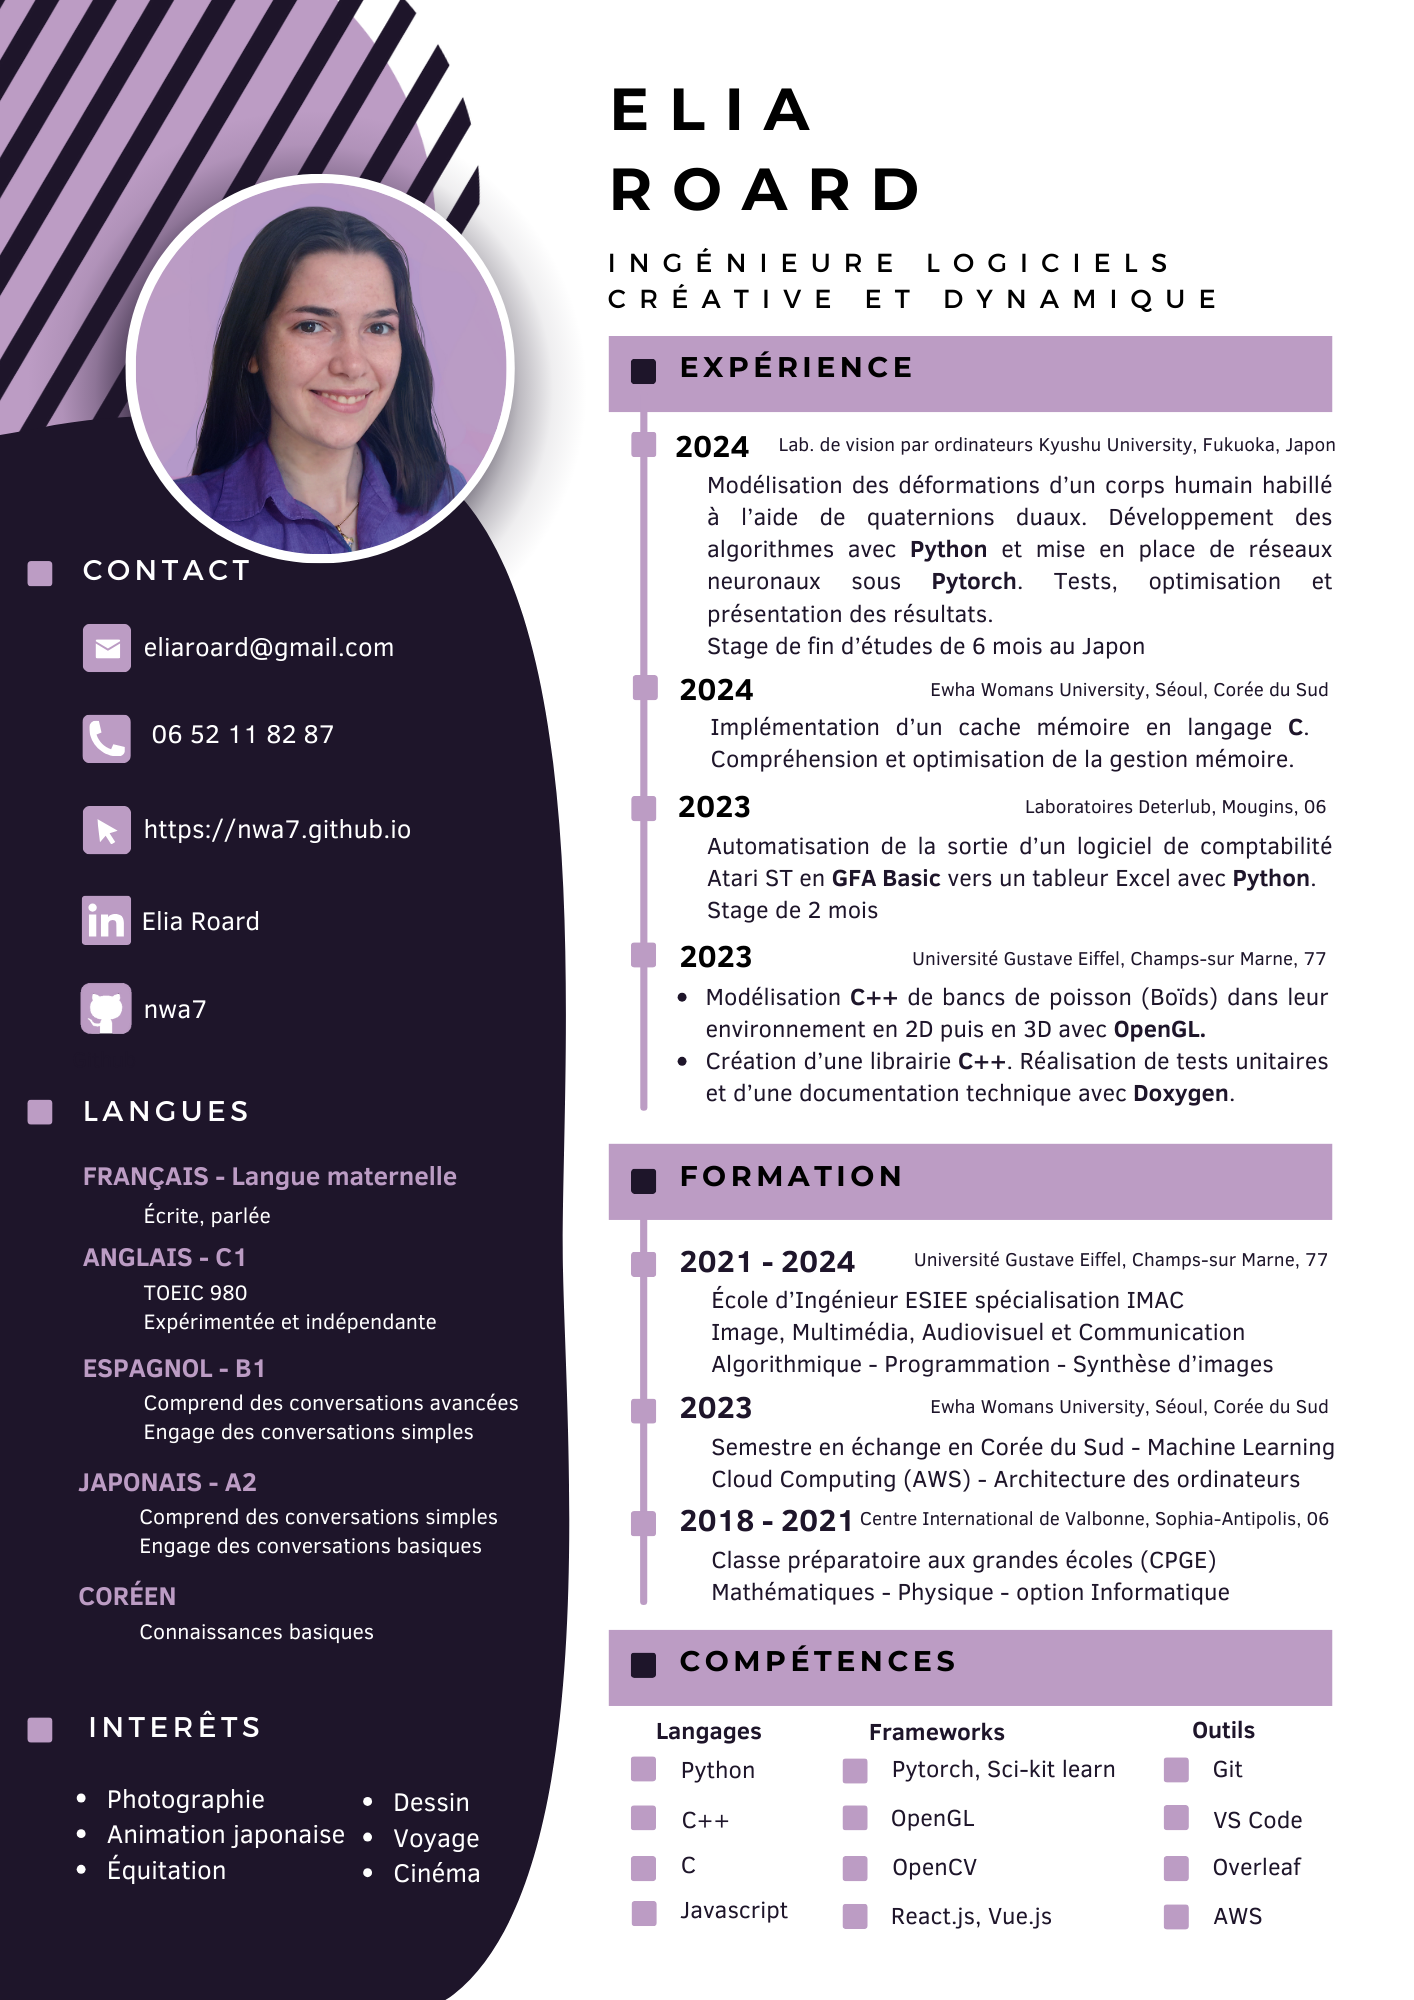 ELIA
ROARD
INGÉNIEURE LOGICIELS
CRÉATIVE ET DYNAMIQUE
CONTACT
eliaroard@gmail.com
06 52 11 82 87
https://nwa7.github.io
Elia Roard
nwa7
LANGUES
FRANÇAIS - Langue maternelle
Écrite, parlée
ANGLAIS - C1
TOEIC 980
Expérimentée et indépendante
ESPAGNOL - B1
Comprend des conversations avancées
Engage des conversations simples
JAPONAIS - A2
Comprend des conversations simples
Engage des conversations basiques
CORÉEN
Connaissances basiques
INTERÊTS
• Photographie
• Animation japonaise
• Équitation
• Dessin
• Voyage
• Cinéma
EXPÉRIENCE
2024 Lab. de vision par ordinateurs Kyushu University, Fukuoka, Japon
Modélisation des déformations d’un corps humain habillé
à l’aide de quaternions duaux. Développement des
algorithmes avec Python et mise en place de réseaux
neuronaux sous Pytorch. Tests, optimisation et
présentation des résultats.
Stage de fin d’études de 6 mois au Japon
2024 Ewha Womans University, Séoul, Corée du Sud
Implémentation d’un cache mémoire en langage C.
Compréhension et optimisation de la gestion mémoire.
2023 Laboratoires Deterlub, Mougins, 06
Automatisation de la sortie d’un logiciel de comptabilité
Atari ST en GFA Basic vers un tableur Excel avec Python.
Stage de 2 mois
2023 Université Gustave Eiffel, Champs-sur Marne, 77
• Modélisation C++ de bancs de poisson (Boïds) dans leur
environnement en 2D puis en 3D avec OpenGL.
• Création d’une librairie C++. Réalisation de tests unitaires
et d’une documentation technique avec Doxygen.
FORMATION
2021 - 2024 Université Gustave Eiffel, Champs-sur Marne, 77
École d’Ingénieur ESIEE spécialisation IMAC
Image, Multimédia, Audiovisuel et Communication
Algorithmique - Programmation - Synthèse d’images
2023 Ewha Womans University, Séoul, Corée du Sud
Semestre en échange en Corée du Sud - Machine Learning
Cloud Computing (AWS) - Architecture des ordinateurs
2018 - 2021 Centre International de Valbonne, Sophia-Antipolis, 06
Classe préparatoire aux grandes écoles (CPGE)
Mathématiques - Physique - option Informatique
COMPÉTENCES
Langages
Python
C++
C
Javascript
Frameworks
Pytorch, Sci-kit learn
OpenGL
OpenCV
React.js, Vue.js
Outils
Git
VS Code
Overleaf
AWS